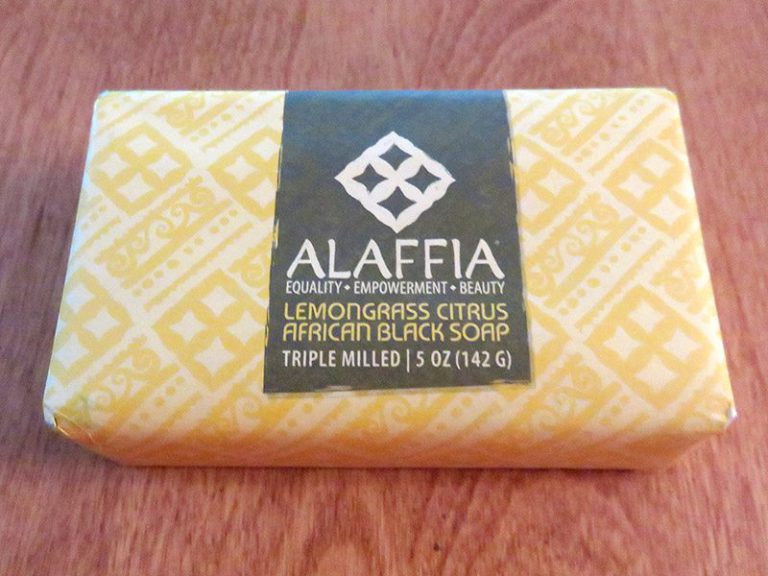 ALAFFIA
EQUALITY • EMPOWERMENT • BEAUTY
LEMONGRASS CITRUS
AFRICAN BLACK SOAP
TRIPLE MILLED | 5 OZ (142 G)